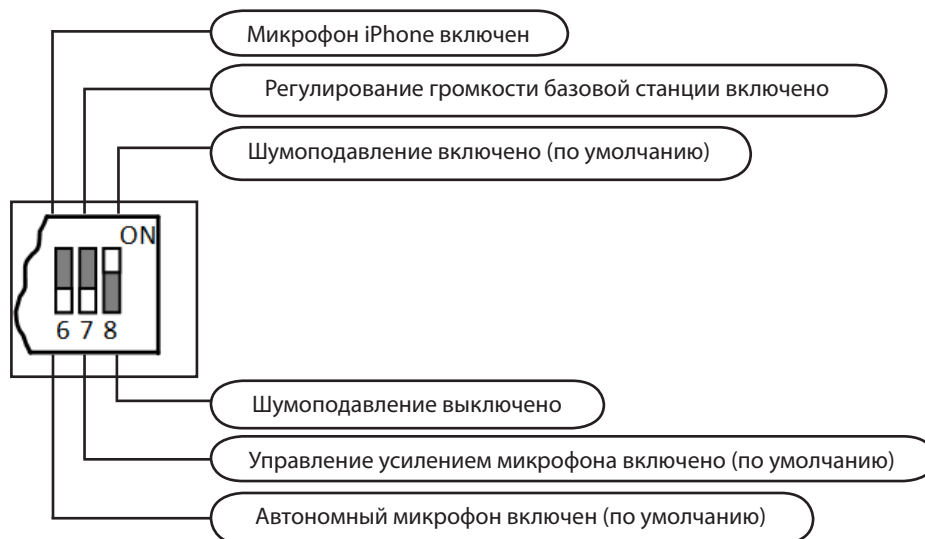 Микрофон iPhone включен
Регулирование громкости базовой станции включено
Шумоподавление включено (по умолчанию)
ON
6 7 8
Шумоподавление выключено
Управление усилением микрофона включено (по умолчанию)
Автономный микрофон включен (по умолчанию)